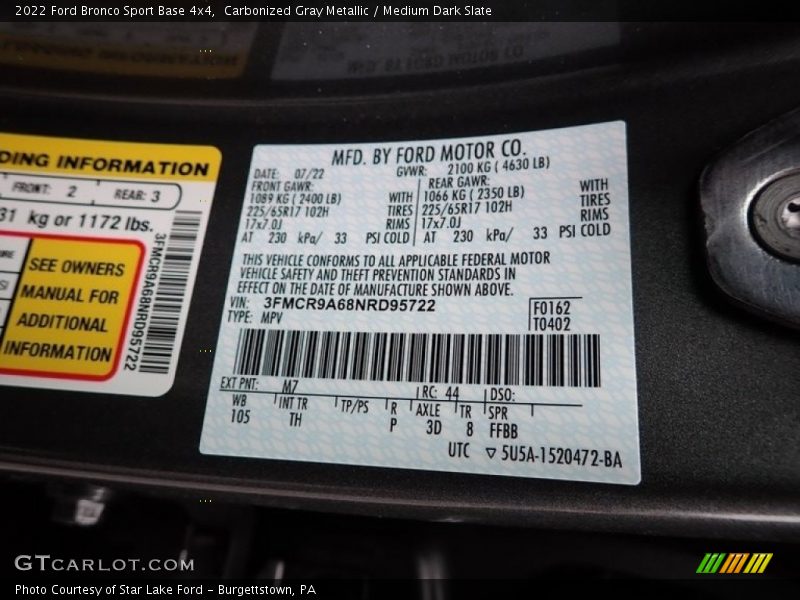 2022 Ford Bronco Sport Base 4x4, Carbonized Gray Metallic / Medium Dark Slate
DING INFORMATION
FRONT: 2 REAR: 3
31 kg or 1172 lbs.
SEE OWNERS
MANUAL FOR
ADDITIONAL
INFORMATION
3FMCR9A68NRD95722
MFD. BY FORD MOTOR CO.
DATE: 07/22 GVWR: 2100 KG ( 4630 LB)
FRONT GAWR: REAR GAWR:
1089 KG ( 2400 LB) WITH 1066 KG ( 2350 LB) WITH
225/65R17 102H TIRES 225/65R17 102H TIRES
17x7.0J RIMS 17x7.0J RIMS
AT 230 kPa/ 33 PSI COLD AT 230 kPa/ 33 PSI COLD
THIS VEHICLE CONFORMS TO ALL APPLICABLE FEDERAL MOTOR
VEHICLE SAFETY AND THEFT PREVENTION STANDARDS IN
EFFECT ON THE DATE OF MANUFACTURE SHOWN ABOVE.
VIN: 3FMCR9A68NRD95722 F0162
TYPE: MPV T0402
EXT PNT: M7 RC: 44 DSO:
WB INT TR TP/PS R AXLE TR SPR
105 TH P 3D 8 FFBB
UTC ▽ 5U5A-1520472-BA
GTcarlot.com
Photo Courtesy of Star Lake Ford - Burgettstown, PA